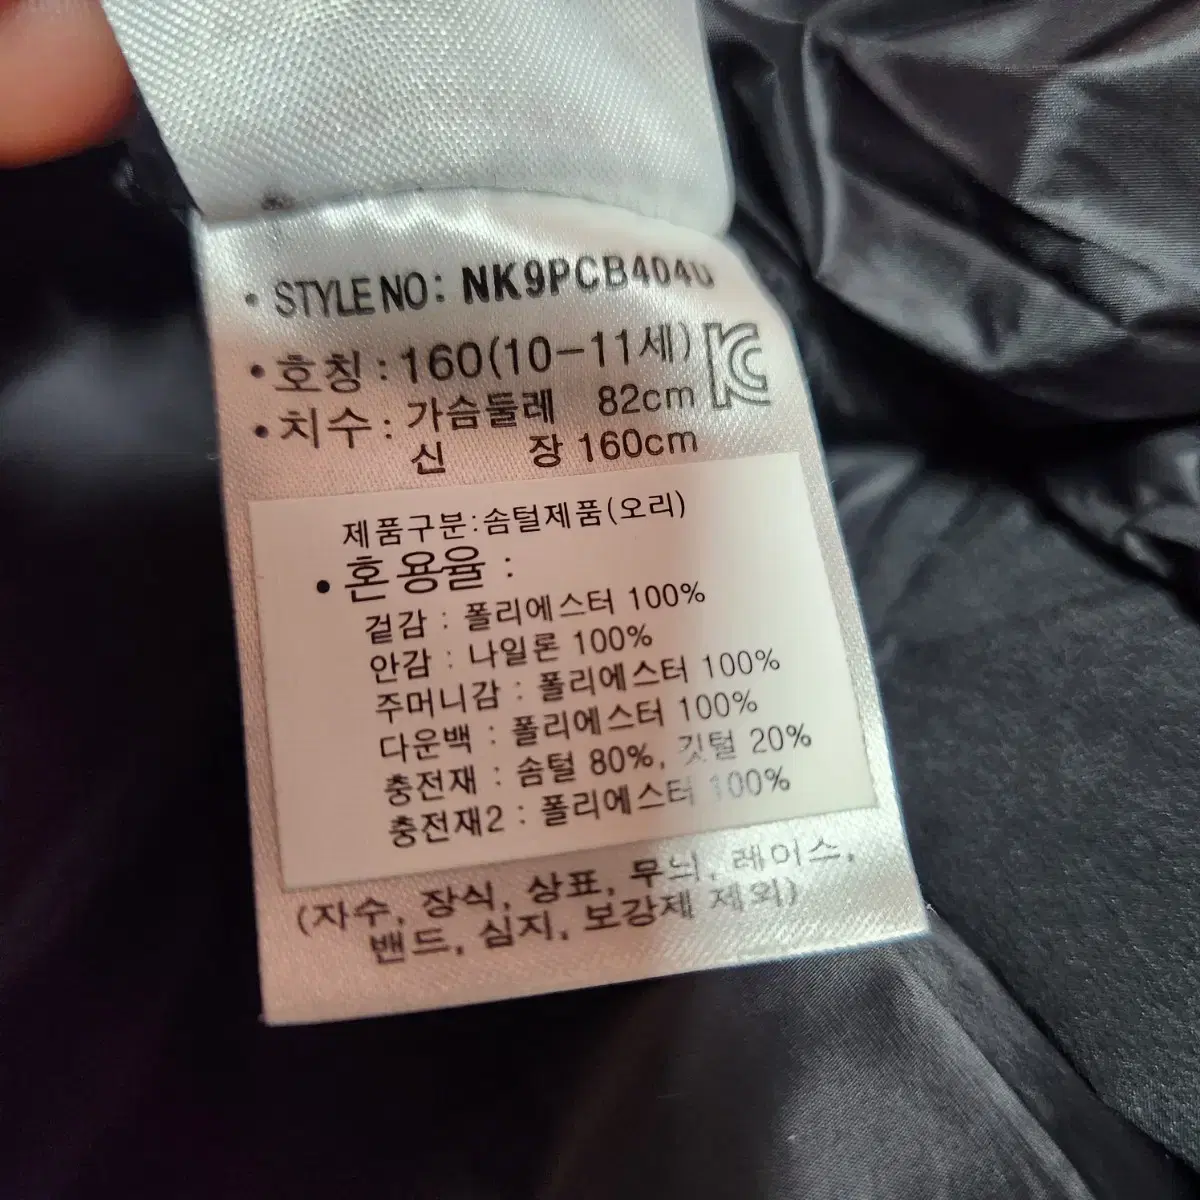 • STYLE NO : NK9PCB404U
• 호칭 : 160(10-11세)
• 치수 : 가슴둘레 82cm
신 장 160cm
제품구분:솜털제품(오리)
• 혼용율 :
겉감 : 폴리에스터 100%
안감 : 나일론 100%
주머니감 : 폴리에스터 100%
다운백 : 폴리에스터 100%
충전재 : 솜털 80%, 깃털 20%
충전재2 : 폴리에스터 100%
(자수, 장식, 상표, 무늬, 레이스,
밴드, 심지, 보강제 제외)